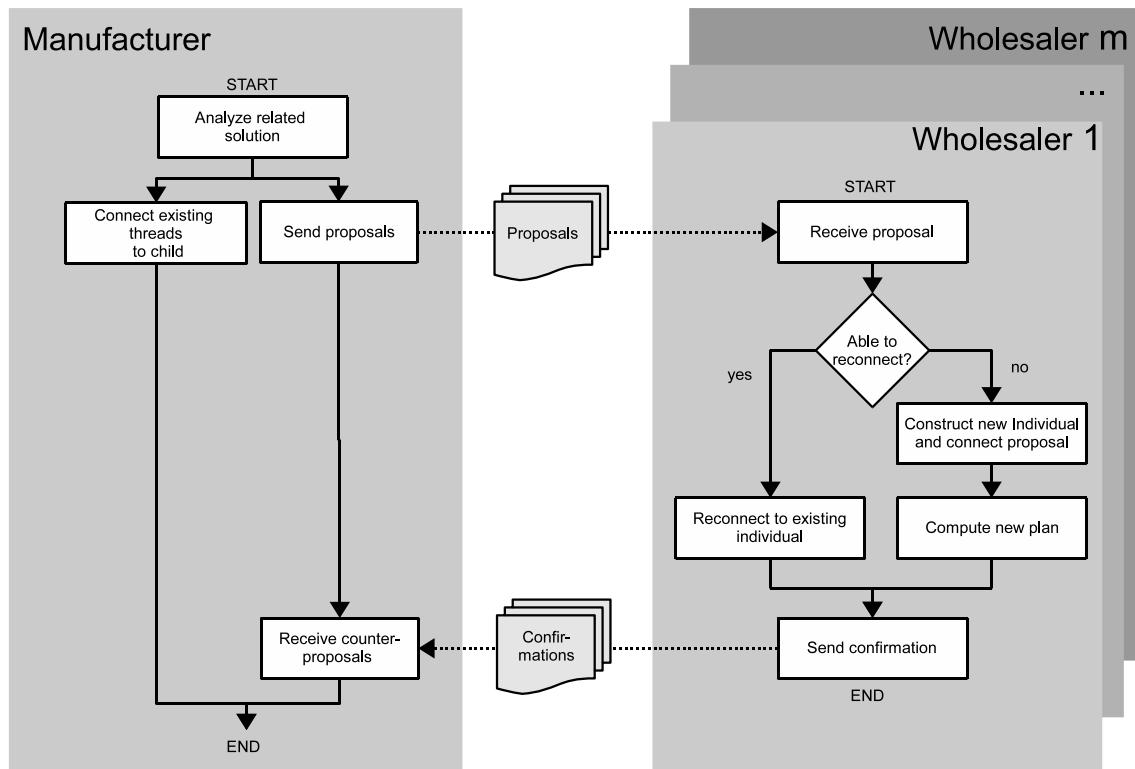 Manufacturer
START
Analyze related
solution
Connect existing
threads
to child
Send proposals
Receive counter-
proposals
END
Proposals
Confir-
mations
Wholesaler m
...
Wholesaler 1
START
Receive proposal
Able to
reconnect?
yes
no
Construct new Individual
and connect proposal
Reconnect to existing
individual
Compute new plan
Send confirmation
END